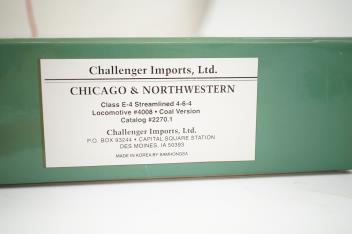 Challenger Imports, Ltd.
CHICAGO & NORTHWESTERN
Class E-4 Streamlined 4-6-4
Locomotive #4008 • Coal Version
Catalog #2270.1
Challenger Imports, Ltd.
P.O. BOX 93244 • CAPITOL SQUARE STATION
DES MOINES, IA 50393
MADE IN KOREA BY SAMHONGSA